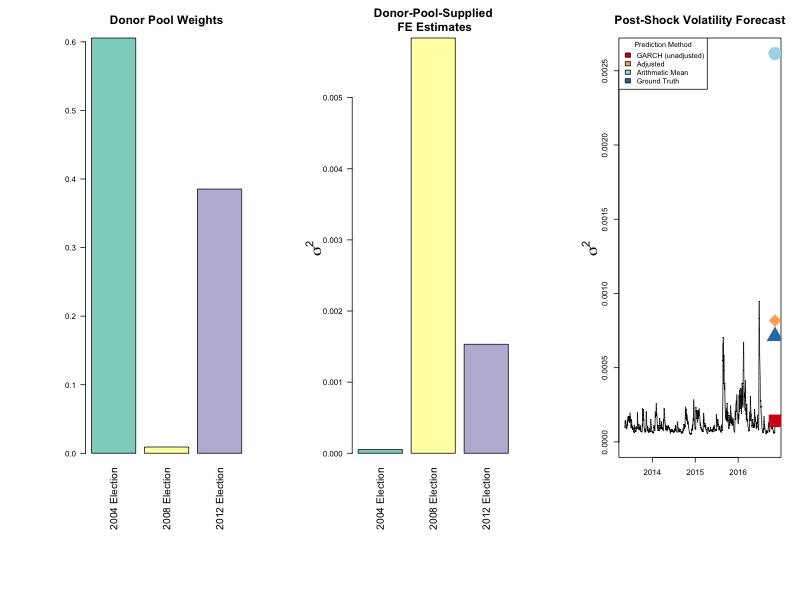 Donor Pool Weights
0.6
0.5
0.4
0.3
0.2
0.1
0.0
2004 Election
2008 Election
2012 Election
Donor-Pool-Supplied
FE Estimates
σ²
0.005
0.004
0.003
0.002
0.001
0.000
2004 Election
2008 Election
2012 Election
Post-Shock Volatility Forecast
Prediction Method
GARCH (unadjusted)
Adjusted
Arithmetic Mean
Ground Truth
σ²
0.0025
0.0020
0.0015
0.0010
0.0005
0.0000
2014
2015
2016